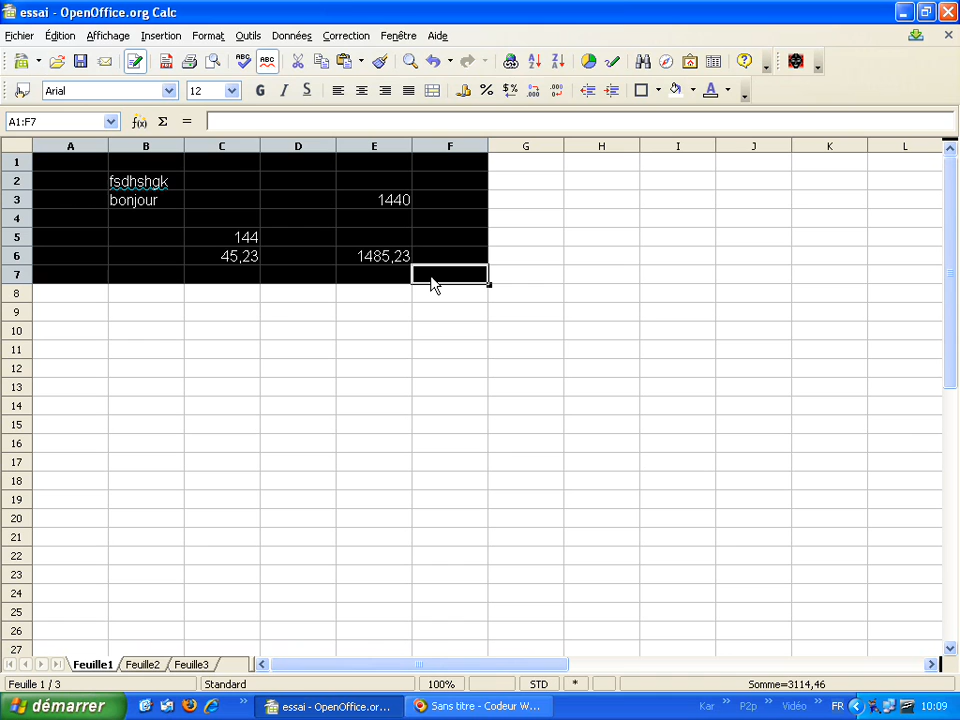 essai - OpenOffice.org Calc
Fichier Édition Affichage Insertion Format Outils Données Correction Fenêtre Aide
Arial 12 G I S
A1:F7 f(x) Σ =
A B C D E F G H I J K L
1
2 fsdhshgk
3 bonjour 1440
4
5 144
6 45,23 1485,23
7
8
9
10
11
12
13
14
15
16
17
18
19
20
21
22
23
24
25
26
27
Feuille1 Feuille2 Feuille3
Feuille 1 / 3 Standard 100% STD * Somme=3114,46
démarrer essai - OpenOffice.or... Sans titre - Codeur W... Kar P2p Vidéo FR 10:09